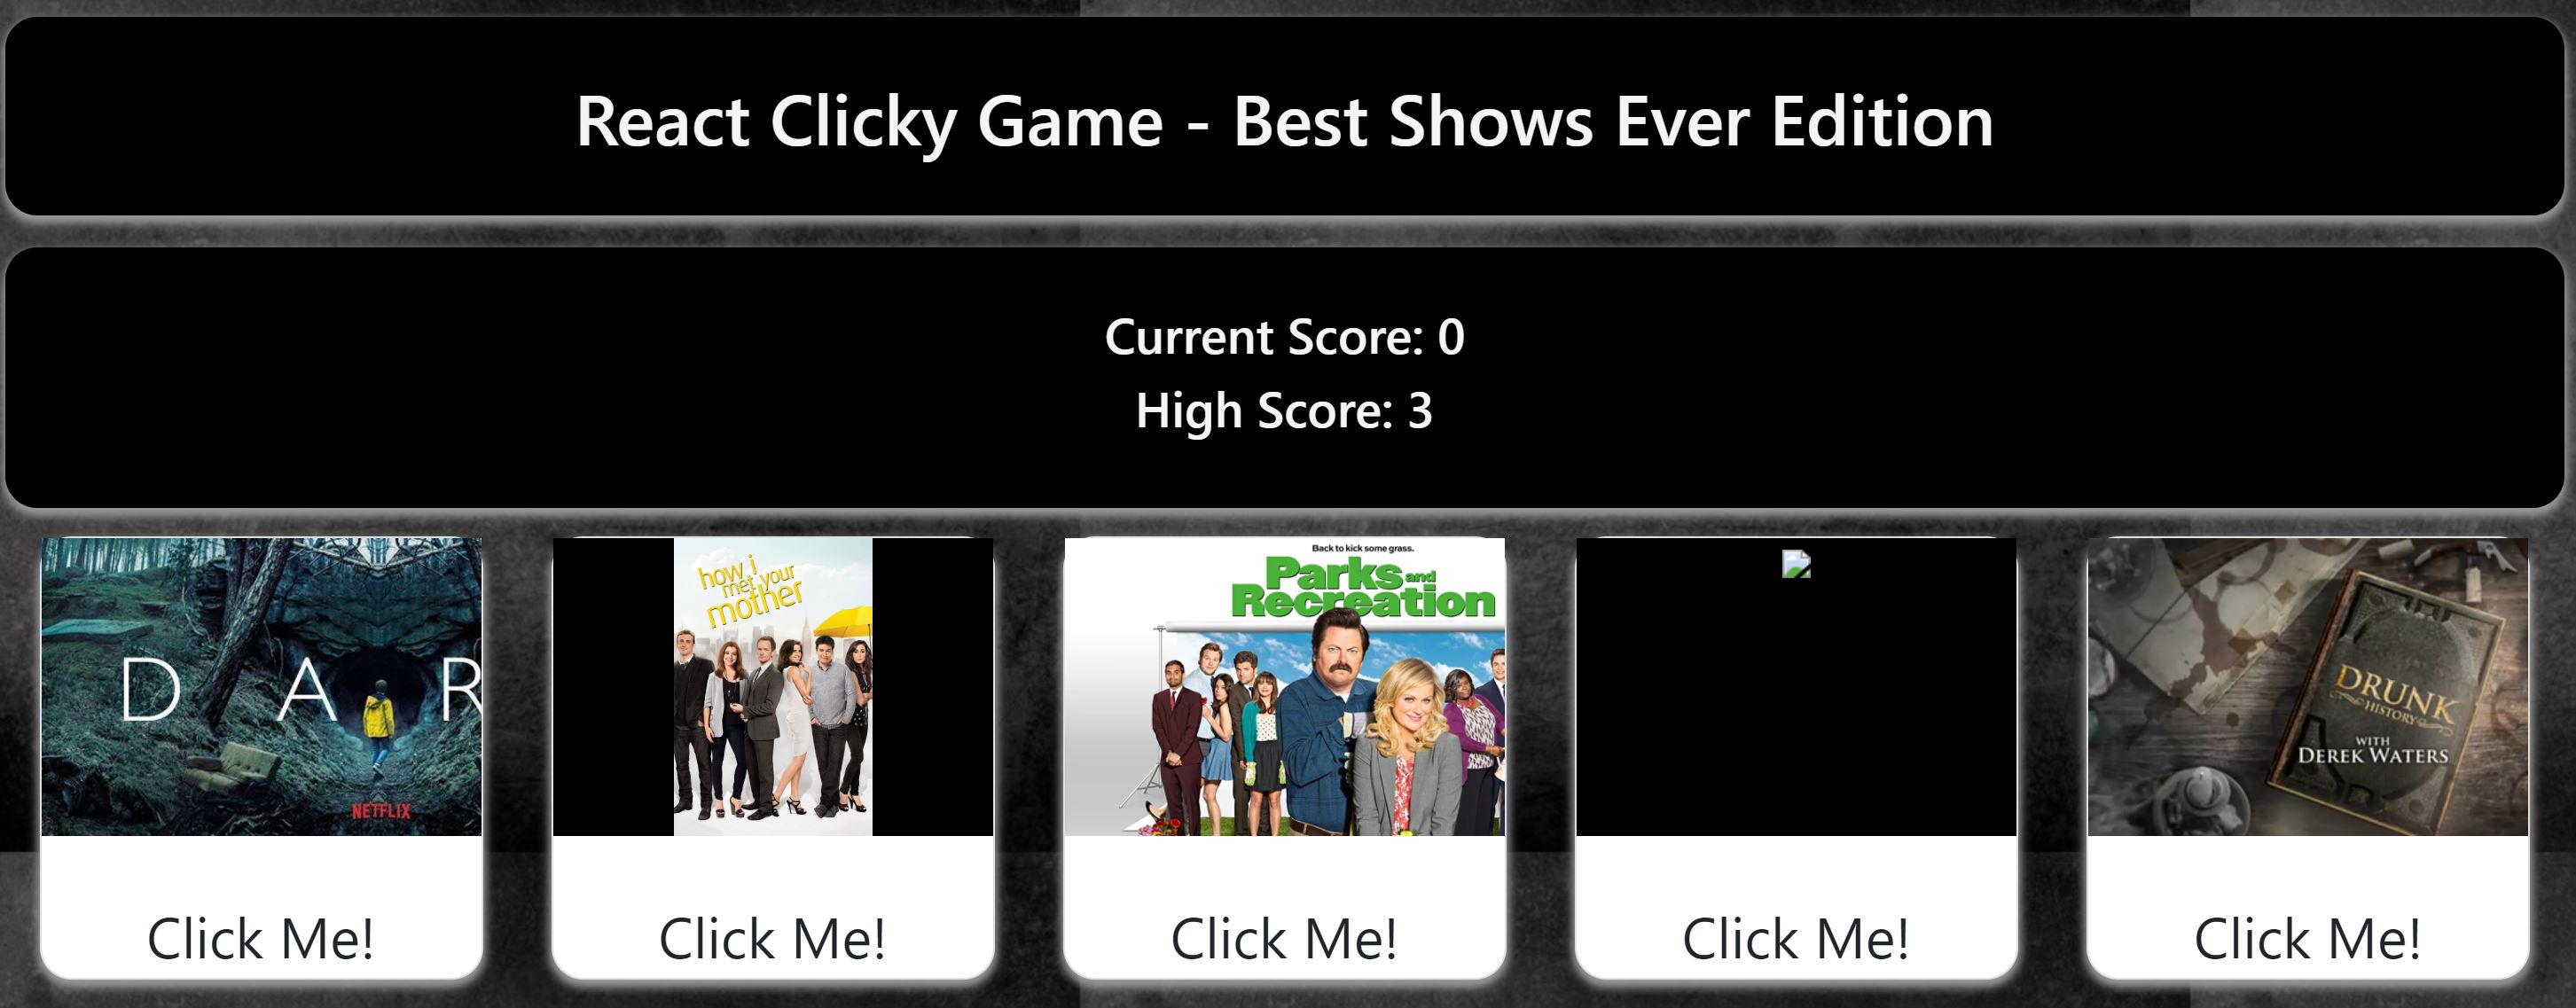 React Clicky Game - Best Shows Ever Edition
Current Score: 0
High Score: 3
D A R
NETFLIX
Click Me!
how i
met your
mother
Click Me!
Back to kick some grass.
Parks and
Recreation
Click Me!
Click Me!
DRUNK
HISTORY
WITH
DEREK WATERS
Click Me!